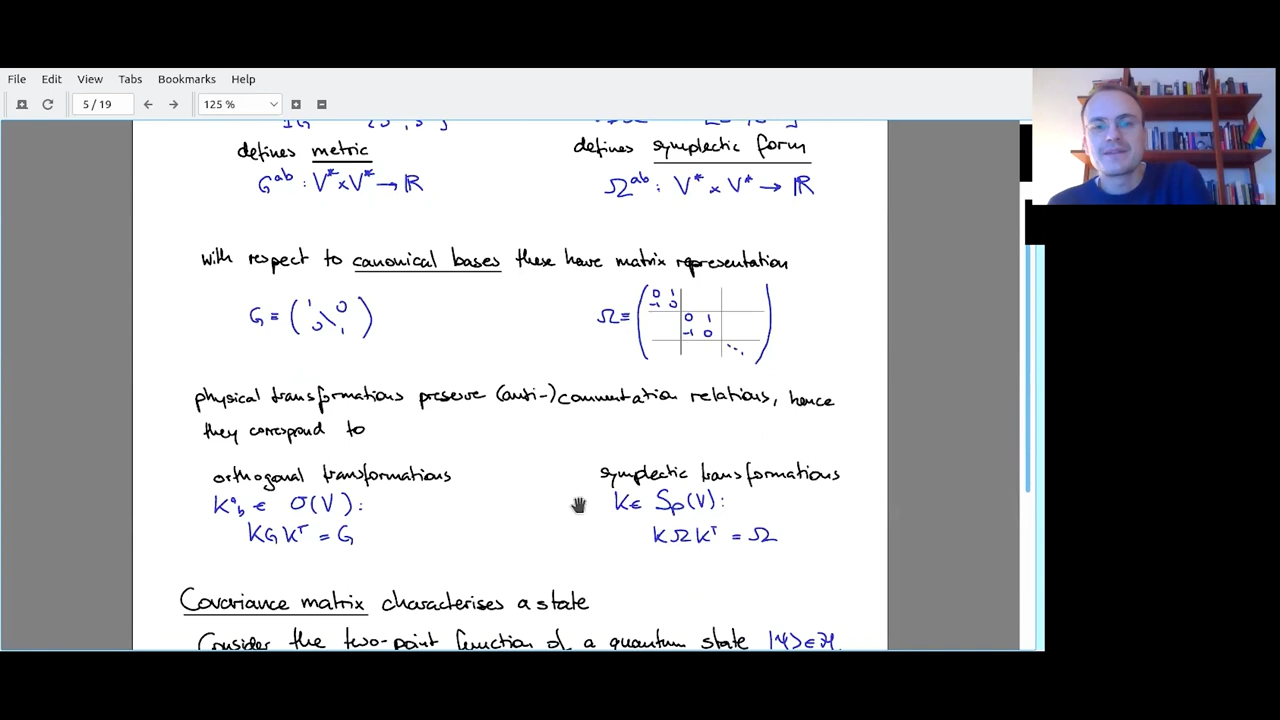 File Edit View Tabs Bookmarks Help
5 / 19 125 %
defines metric
G^ab : V* × V* → ℝ
defines symplectic form
Ω^ab : V* × V* → ℝ
with respect to canonical bases these have matrix representation
G ≡ ( 1 0
0 \ 1 )
Ω ≡ ( 0 1
-1 0
0 1
-1 0
⋱ )
physical transformations preserve (anti-)commutation relations, hence
they correspond to
orthogonal transformations
K^a_b ∈ O(V) :
K G K^T = G
symplectic transformations
K ∈ Sp(V) :
K Ω K^T = Ω
Covariance matrix characterises a state
Consider the two-point function of a quantum state |Ψ⟩ ∈ ℋ.